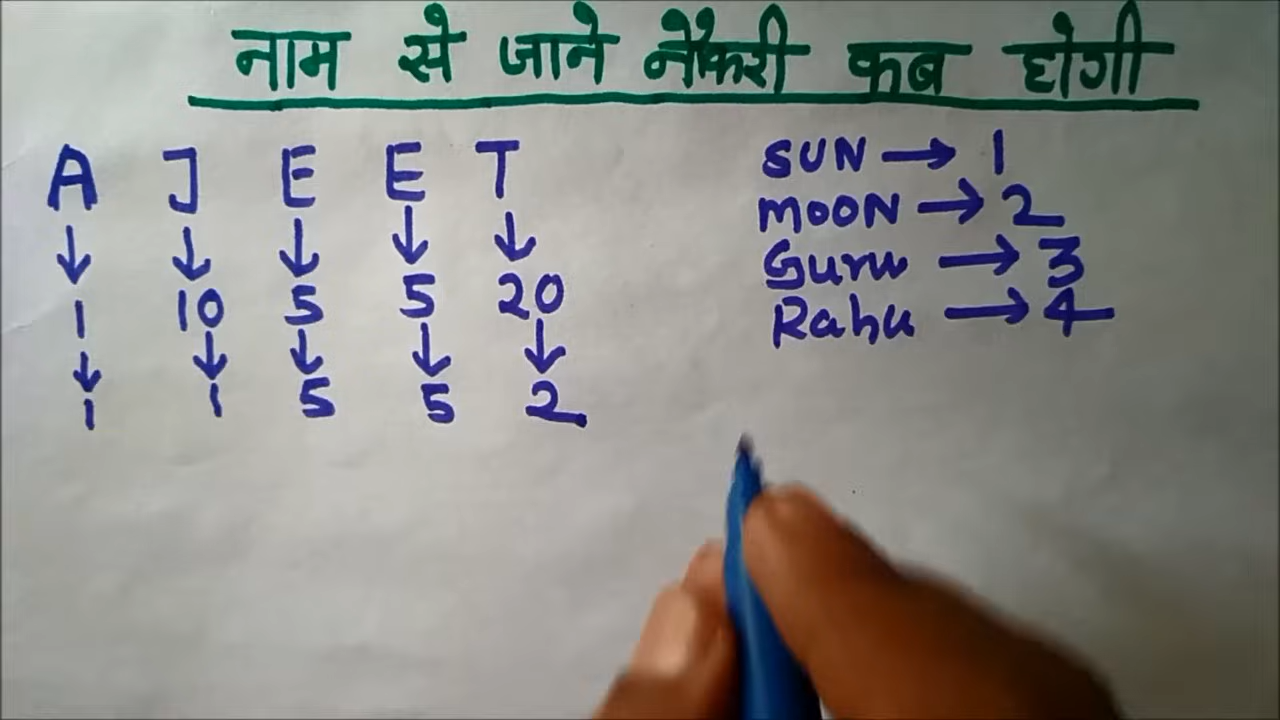 नाम से जाने नौकरी कब होगी
A J E E T
1 10 5 5 20
1 1 5 5 2
SUN → 1
MOON → 2
Guru → 3
Rahu → 4